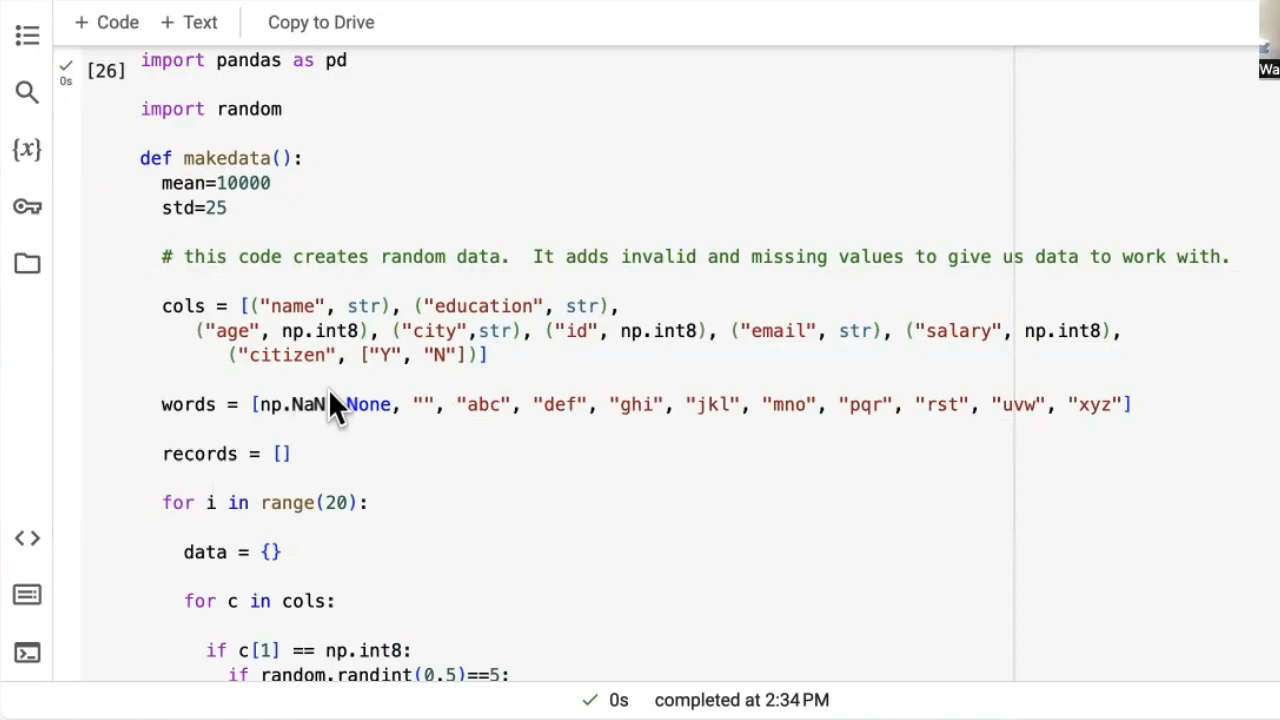 + Code + Text Copy to Drive
Wa
0s
[26]
import pandas as pd
import random
def makedata():
mean=10000
std=25
# this code creates random data. It adds invalid and missing values to give us data to work with.
cols = [("name", str), ("education", str),
("age", np.int8), ("city",str), ("id", np.int8), ("email", str), ("salary", np.int8),
("citizen", ["Y", "N"])]
words = [np.NaN, None, "", "abc", "def", "ghi", "jkl", "mno", "pqr", "rst", "uvw", "xyz"]
records = []
for i in range(20):
data = {}
for c in cols:
if c[1] == np.int8:
if random.randint(0,5)==5:
{x}
<>
0s completed at 2:34 PM